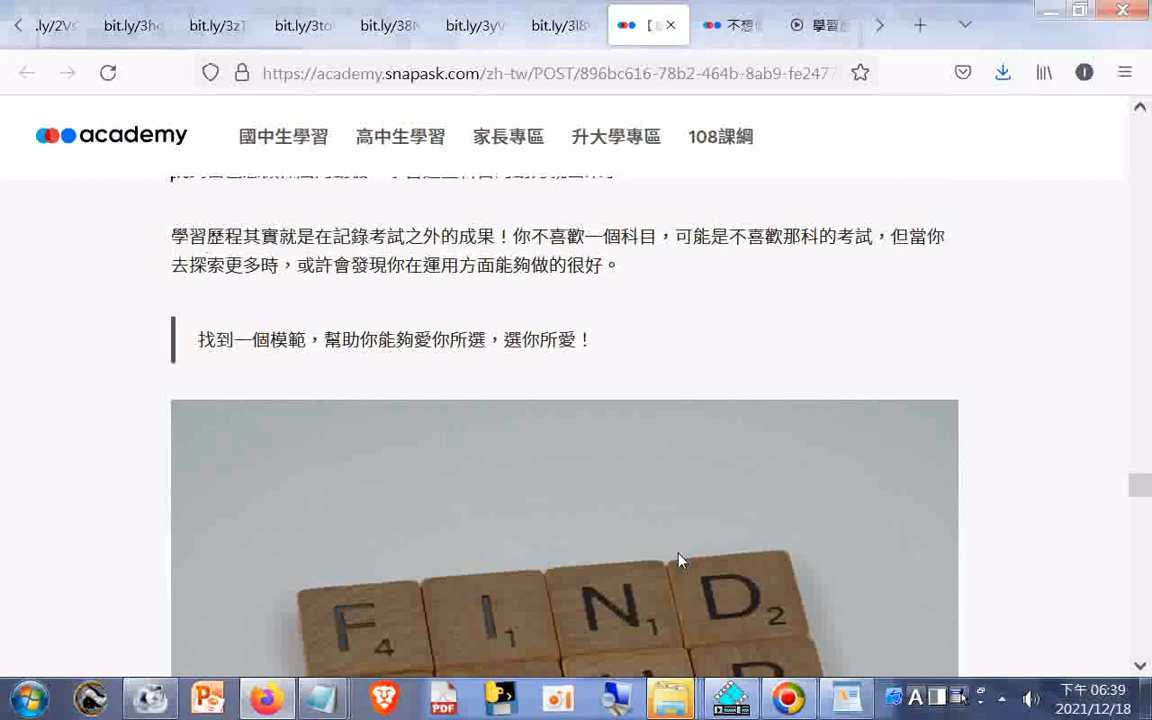 .ly/2Vs
bit.ly/3h
bit.ly/3z
bit.ly/3to
bit.ly/38
bit.ly/3y
bit.ly/3l8
不想
學習
https://academy.snapask.com/zh-tw/POST/896bc616-78b2-464b-8ab9-fe2477
academy
國中生學習
高中生學習
家長專區
升大學專區
108課綱
學習歷程其實就是在記錄考試之外的成果！你不喜歡一個科目，可能是不喜歡那科的考試，但當你
去探索更多時，或許會發現你在運用方面能夠做的很好。
找到一個模範，幫助你能夠愛你所選，選你所愛！
F4 I1 N1 D2
PDF
A
下午 06:39
2021/12/18